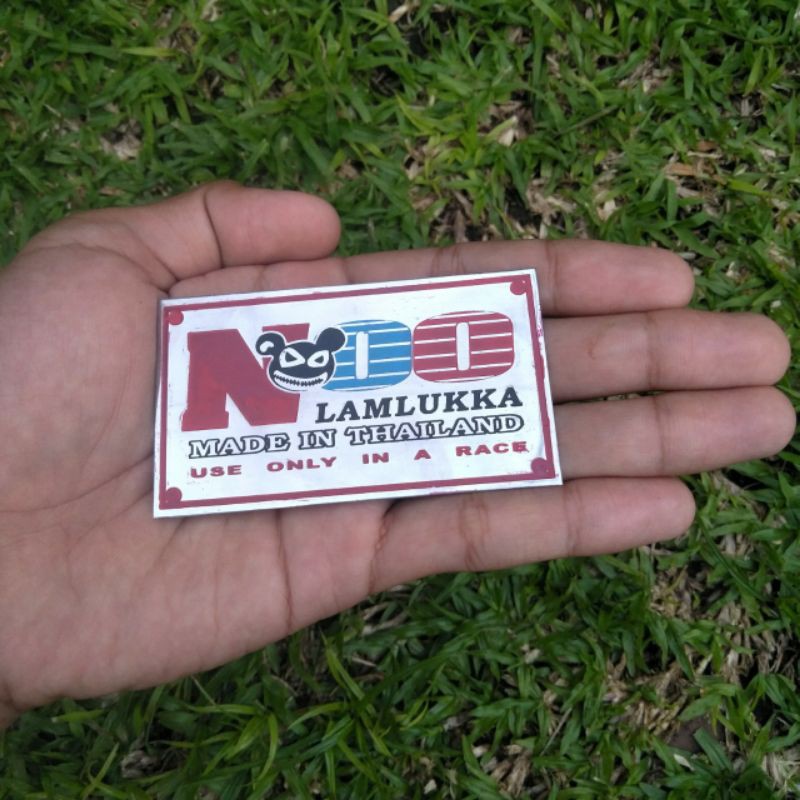 NOO
LAMLUKKA
MADE IN THAILAND
USE ONLY IN A RACE